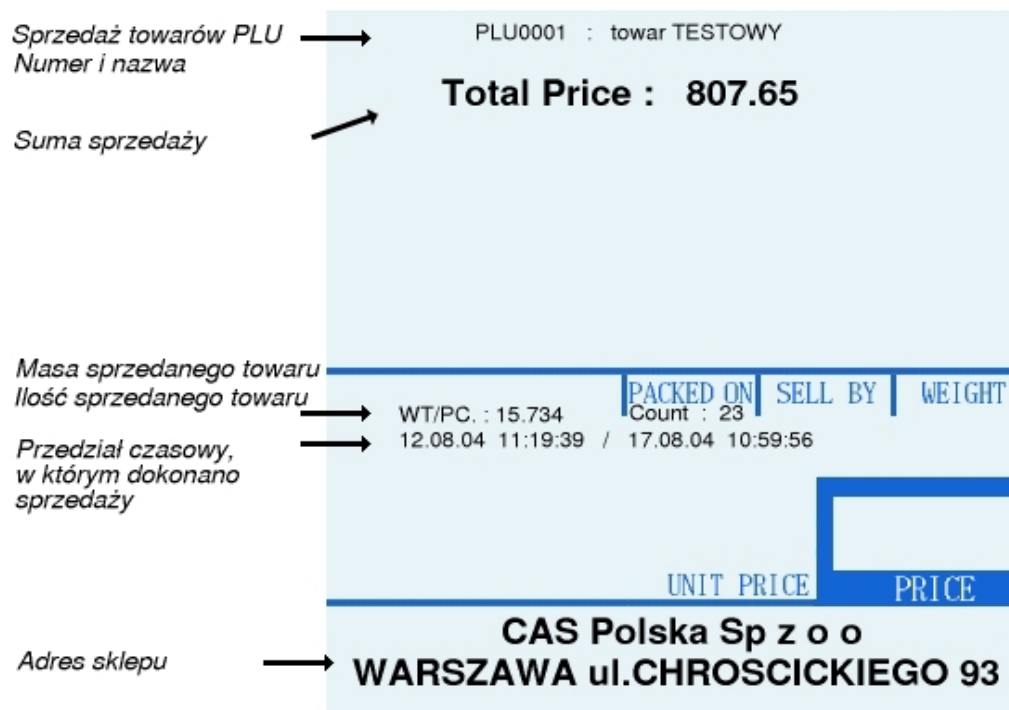 Sprzedaż towarów PLU
Numer i nazwa
PLU0001 : towar TESTOWY
Total Price : 807.65
Suma sprzedaży
Masa sprzedanego towaru
Ilość sprzedanego towaru
PACKED ON SELL BY WEIGHT
WT/PC. : 15.734 Count : 23
12.08.04 11:19:39 / 17.08.04 10:59:56
Przedział czasowy,
w którym dokonano
sprzedaży
UNIT PRICE PRICE
CAS Polska Sp z o o
Adres sklepu
WARSZAWA ul.CHROSCICKIEGO 93